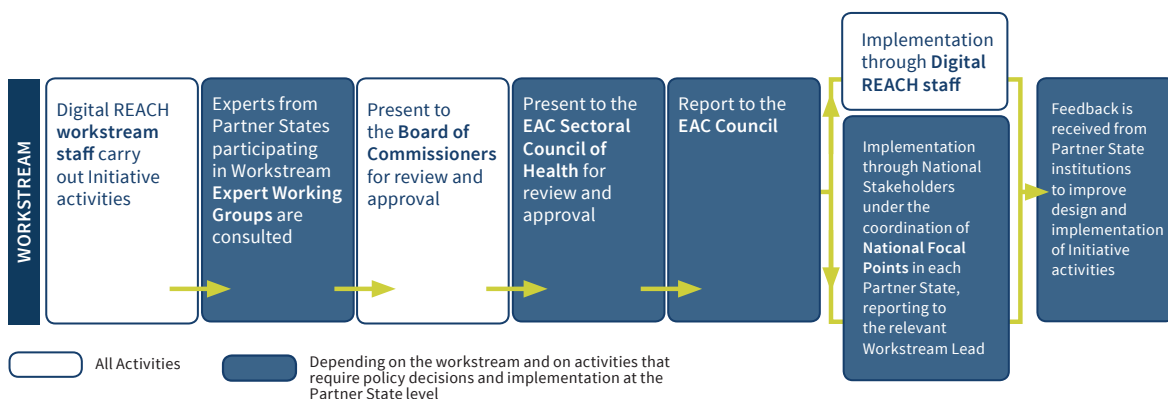 WORKSTREAM
Digital REACH
workstream
staff carry
out Initiative
activities
Experts from
Partner States
participating
in Workstream
Expert Working
Groups are
consulted
Present to
the Board of
Commissioners
for review and
approval
Present to the
EAC Sectoral
Council of
Health for
review and
approval
Report to the
EAC Council
Implementation
through Digital
REACH staff
Implementation
through National
Stakeholders
under the
coordination of
National Focal
Points in each
Partner State,
reporting to
the relevant
Workstream Lead
Feedback is
received from
Partner State
institutions
to improve
design and
implementation
of Initiative
activities
All Activities
Depending on the workstream and on activities that
require policy decisions and implementation at the
Partner State level